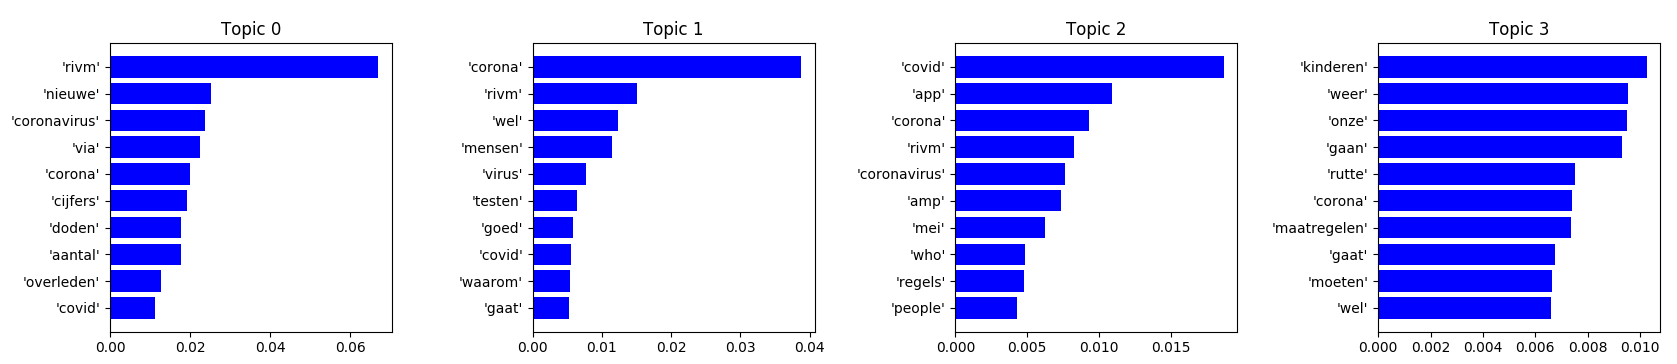 Topic 0
'rivm'
'nieuwe'
'coronavirus'
'via'
'corona'
'cijfers'
'doden'
'aantal'
'overleden'
'covid'
0.00 0.02 0.04 0.06
Topic 1
'corona'
'rivm'
'wel'
'mensen'
'virus'
'testen'
'goed'
'covid'
'waarom'
'gaat'
0.00 0.01 0.02 0.03 0.04
Topic 2
'covid'
'app'
'corona'
'rivm'
'coronavirus'
'amp'
'mei'
'who'
'regels'
'people'
0.000 0.005 0.010 0.015
Topic 3
'kinderen'
'weer'
'onze'
'gaan'
'rutte'
'corona'
'maatregelen'
'gaat'
'moeten'
'wel'
0.000 0.002 0.004 0.006 0.008 0.010